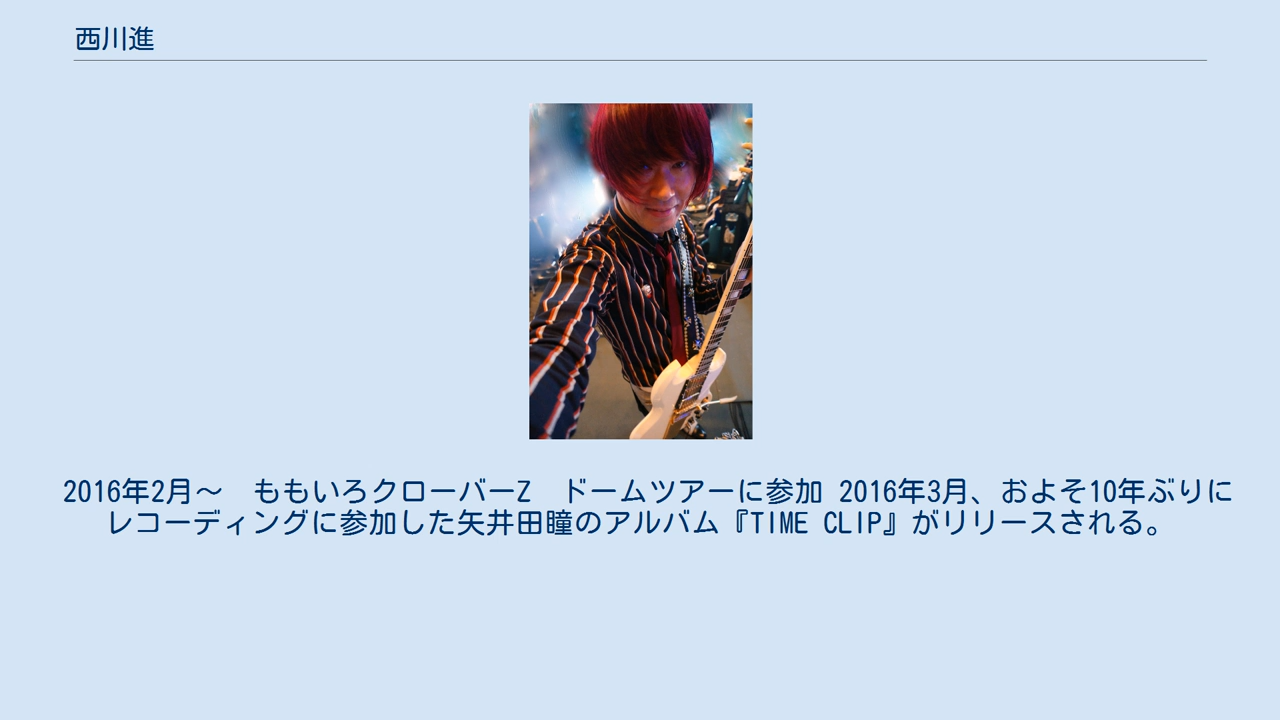 西川進
2016年2月～　ももいろクローバーZ　ドームツアーに参加 2016年3月、およそ10年ぶりに
レコーディングに参加した矢井田瞳のアルバム『TIME CLIP』がリリースされる。